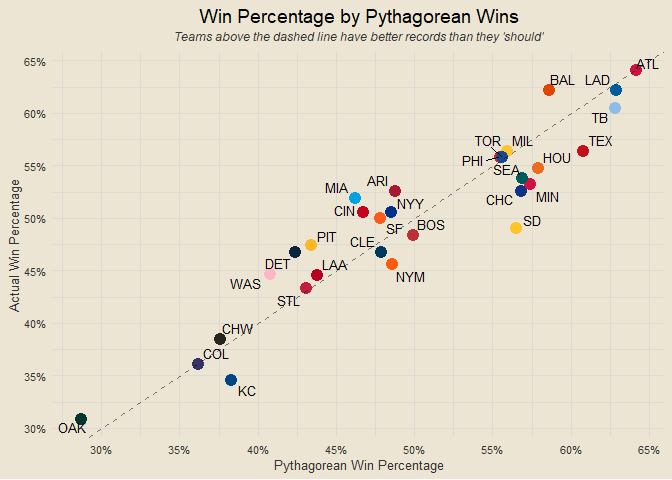 Win Percentage by Pythagorean Wins
Teams above the dashed line have better records than they 'should'
Actual Win Percentage
65%
60%
55%
50%
45%
40%
35%
30%
ATL
BAL
LAD
TB
TOR
MIL
TEX
PHI
HOU
SEA
ARI
MIA
CHC
MIN
CIN
NYY
SD
SF
BOS
PIT
CLE
DET
LAA
NYM
WAS
STL
CHW
COL
KC
OAK
30%
35%
40%
45%
50%
55%
60%
65%
Pythagorean Win Percentage